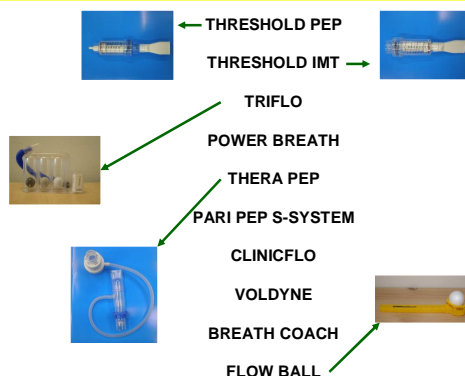 THRESHOLD PEP
THRESHOLD IMT
TRIFLO
POWER BREATH
THERA PEP
PARI PEP S-SYSTEM
CLINICFLO
VOLDYNE
BREATH COACH
FLOW BALL